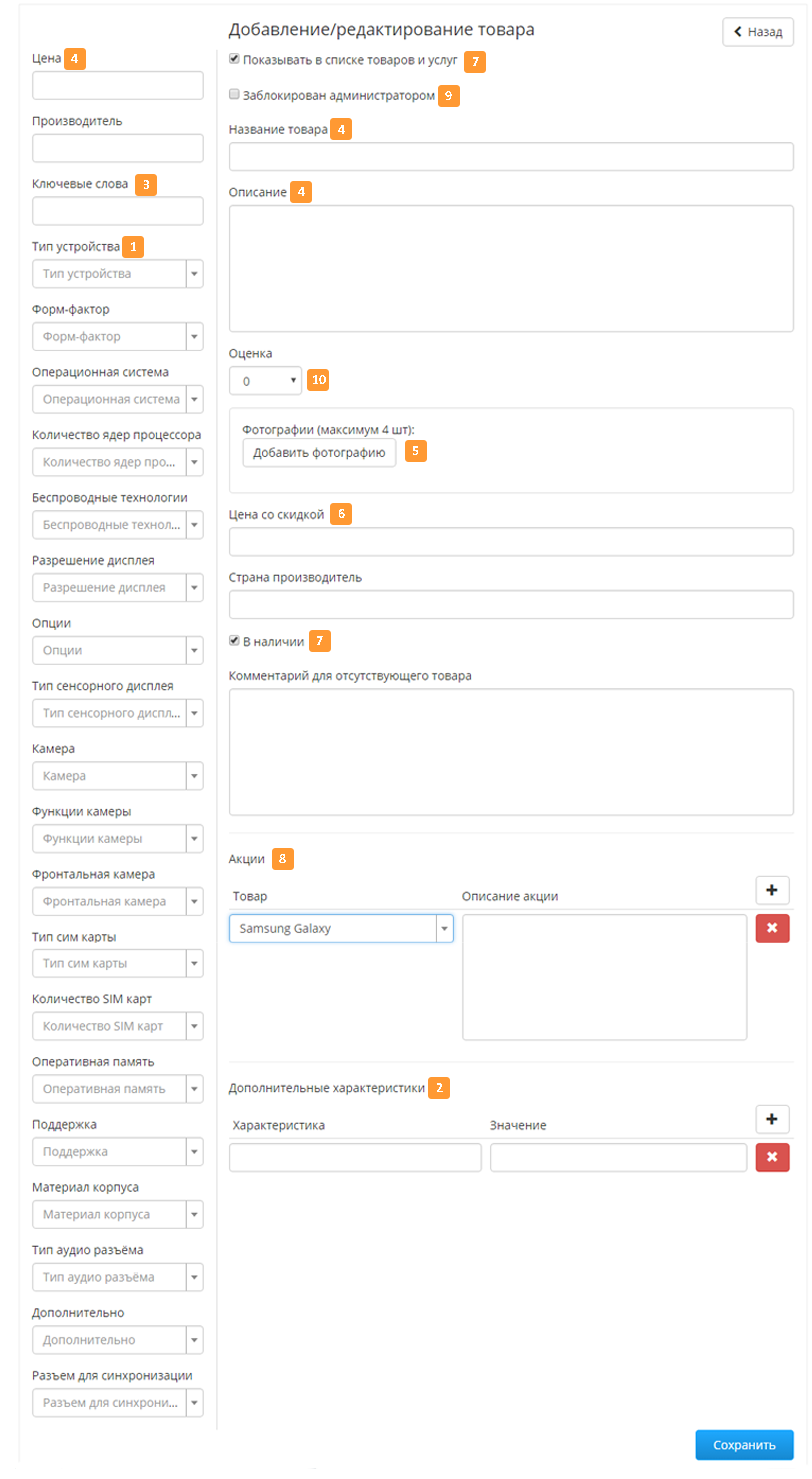 Добавление/редактирование товара
Назад
Цена 4
Производитель
Ключевые слова 3
Тип устройства 1
Тип устройства
Форм-фактор
Форм-фактор
Операционная система
Операционная система
Количество ядер процессора
Количество ядер про...
Беспроводные технологии
Беспроводные технол...
Разрешение дисплея
Разрешение дисплея
Опции
Опции
Тип сенсорного дисплея
Тип сенсорного диспл...
Камера
Камера
Функции камеры
Функции камеры
Фронтальная камера
Фронтальная камера
Тип сим карты
Тип сим карты
Количество SIM карт
Количество SIM карт
Оперативная память
Оперативная память
Поддержка
Поддержка
Материал корпуса
Материал корпуса
Тип аудио разъёма
Тип аудио разъёма
Дополнительно
Дополнительно
Разъем для синхронизации
Разъем для синхрони...
Показывать в списке товаров и услуг 7
Заблокирован администратором 9
Название товара 4
Описание 4
Оценка
0 10
Фотографии (максимум 4 шт):
Добавить фотографию 5
Цена со скидкой 6
Страна производитель
В наличии 7
Комментарий для отсутствующего товара
Акции 8
Товар Описание акции
Samsung Galaxy
Дополнительные характеристики 2
Характеристика Значение
Сохранить